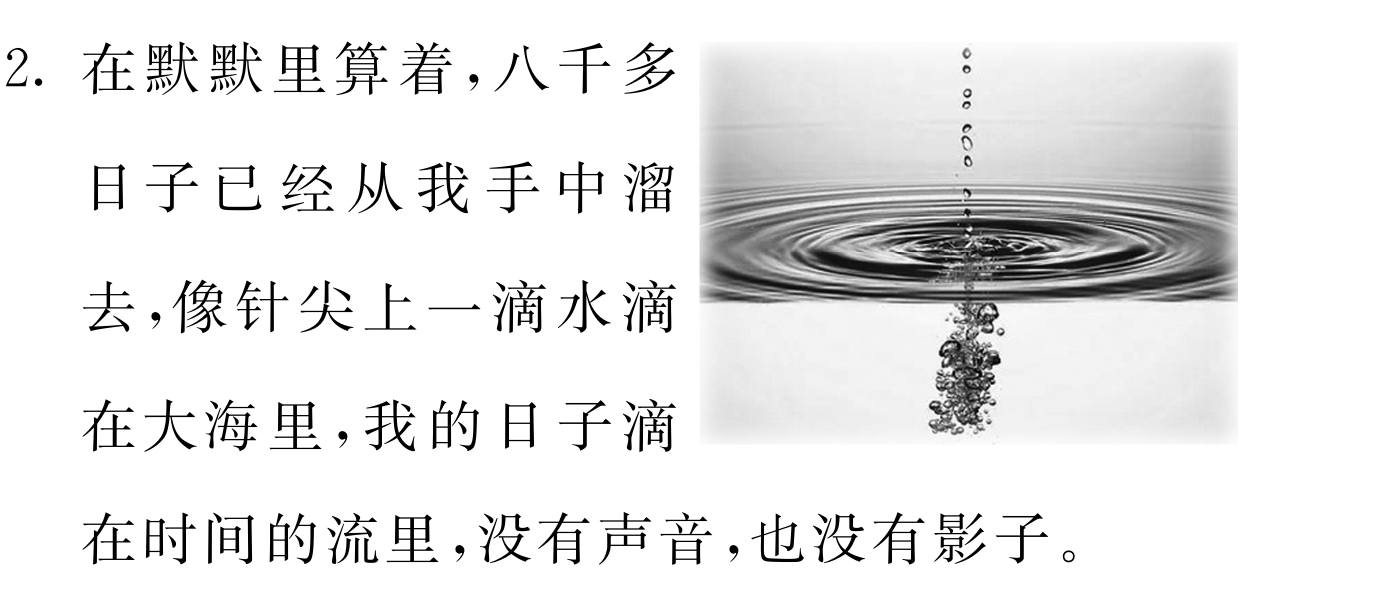 2. 在默默里算着,八千多
日子已经从我手中溜
去,像针尖上一滴水滴
在大海里,我的日子滴
在时间的流里,没有声音,也没有影子。